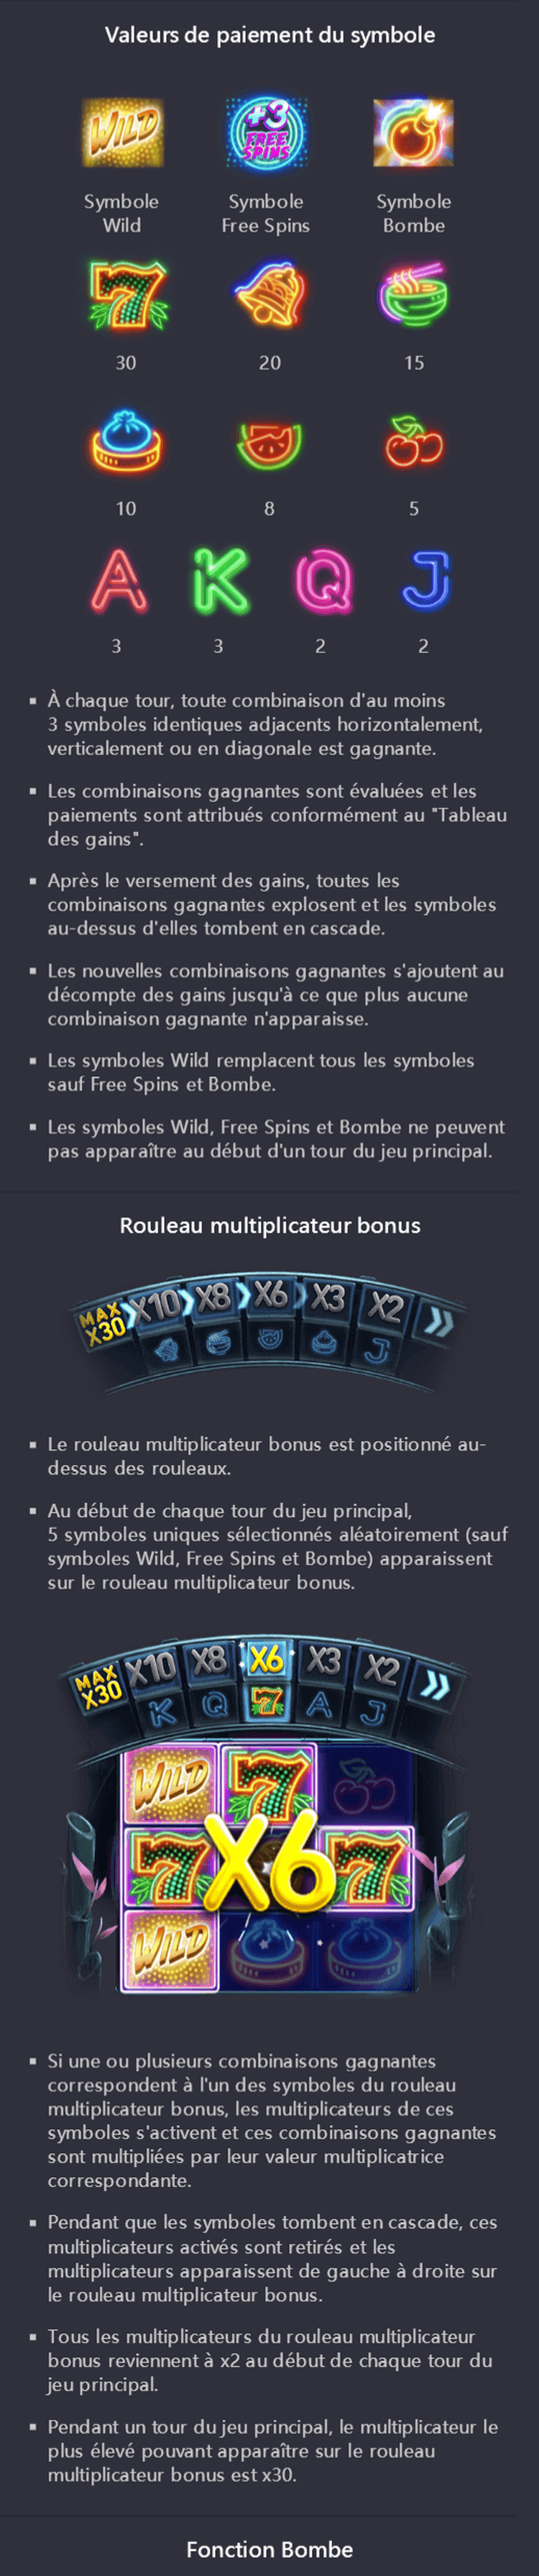 Valeurs de paiement du symbole
WILD
+3
FREE
SPINS
Symbole
Wild
Symbole
Free Spins
Symbole
Bombe
7
30
20
15
10
8
5
A
K
Q
J
3
3
2
2
▪ À chaque tour, toute combinaison d'au moins
3 symboles identiques adjacents horizontalement,
verticalement ou en diagonale est gagnante.
▪ Les combinaisons gagnantes sont évaluées et les
paiements sont attribués conformément au "Tableau
des gains".
▪ Après le versement des gains, toutes les
combinaisons gagnantes explosent et les symboles
au-dessus d'elles tombent en cascade.
▪ Les nouvelles combinaisons gagnantes s'ajoutent au
décompte des gains jusqu'à ce que plus aucune
combinaison gagnante n'apparaisse.
▪ Les symboles Wild remplacent tous les symboles
sauf Free Spins et Bombe.
▪ Les symboles Wild, Free Spins et Bombe ne peuvent
pas apparaître au début d'un tour du jeu principal.
Rouleau multiplicateur bonus
MAX
X30
X10
X8
X6
X3
X2
J
▪ Le rouleau multiplicateur bonus est positionné au-
dessus des rouleaux.
▪ Au début de chaque tour du jeu principal,
5 symboles uniques sélectionnés aléatoirement (sauf
symboles Wild, Free Spins et Bombe) apparaissent
sur le rouleau multiplicateur bonus.
MAX
X30
X10
X8
X6
X3
X2
K
Q
7
A
J
WILD
7
7
X6
7
WILD
▪ Si une ou plusieurs combinaisons gagnantes
correspondent à l'un des symboles du rouleau
multiplicateur bonus, les multiplicateurs de ces
symboles s'activent et ces combinaisons gagnantes
sont multipliées par leur valeur multiplicatrice
correspondante.
▪ Pendant que les symboles tombent en cascade, ces
multiplicateurs activés sont retirés et les
multiplicateurs apparaissent de gauche à droite sur
le rouleau multiplicateur bonus.
▪ Tous les multiplicateurs du rouleau multiplicateur
bonus reviennent à x2 au début de chaque tour du
jeu principal.
▪ Pendant un tour du jeu principal, le multiplicateur le
plus élevé pouvant apparaître sur le rouleau
multiplicateur bonus est x30.
Fonction Bombe